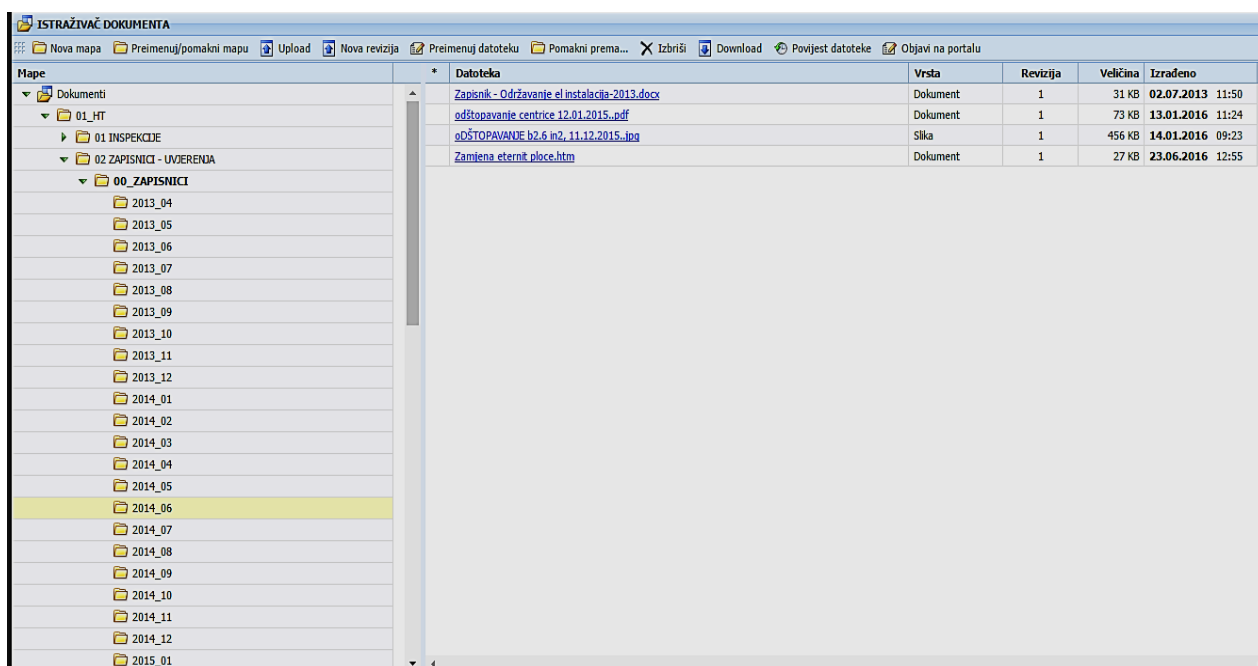 ISTRAŽIVAČ DOKUMENTA
Nova mapa Preimenuj/pomakni mapu Upload Nova revizija Preimenuj datoteku Pomakni prema... Izbriši Download Povijest datoteke Objavi na portalu
Mape * Datoteka Vrsta Revizija Veličina Izrađeno
Dokumenti Zapisnik - Održavanje el instalacija-2013.docx Dokument 1 31 KB 02.07.2013 11:50
01_HT odštopavanje centrice 12.01.2015..pdf Dokument 1 73 KB 13.01.2016 11:24
01 INSPEKCIJE oDŠTOPAVANJE b2.6 in2, 11.12.2015..jpg Slika 1 456 KB 14.01.2016 09:23
02 ZAPISNICI - UVJERENJA Zamjena eternit ploce.htm Dokument 1 27 KB 23.06.2016 12:55
00_ZAPISNICI
2013_04
2013_05
2013_06
2013_07
2013_08
2013_09
2013_10
2013_11
2013_12
2014_01
2014_02
2014_03
2014_04
2014_05
2014_06
2014_07
2014_08
2014_09
2014_10
2014_11
2014_12
2015_01